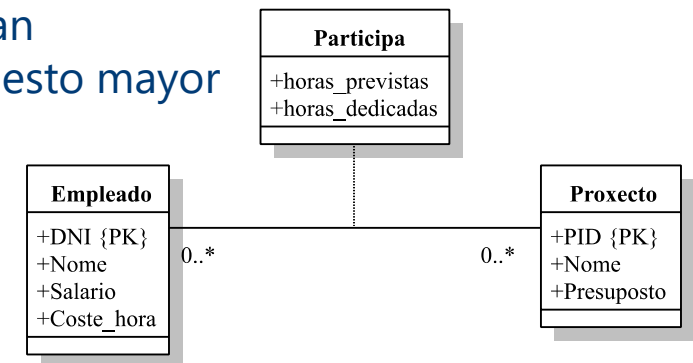 an
esto mayor
Participa
+horas_previstas
+horas_dedicadas
Empleado
+DNI {PK}
+Nome
+Salario
+Coste_hora
0..*
0..*
Proxecto
+PID {PK}
+Nome
+Presuposto